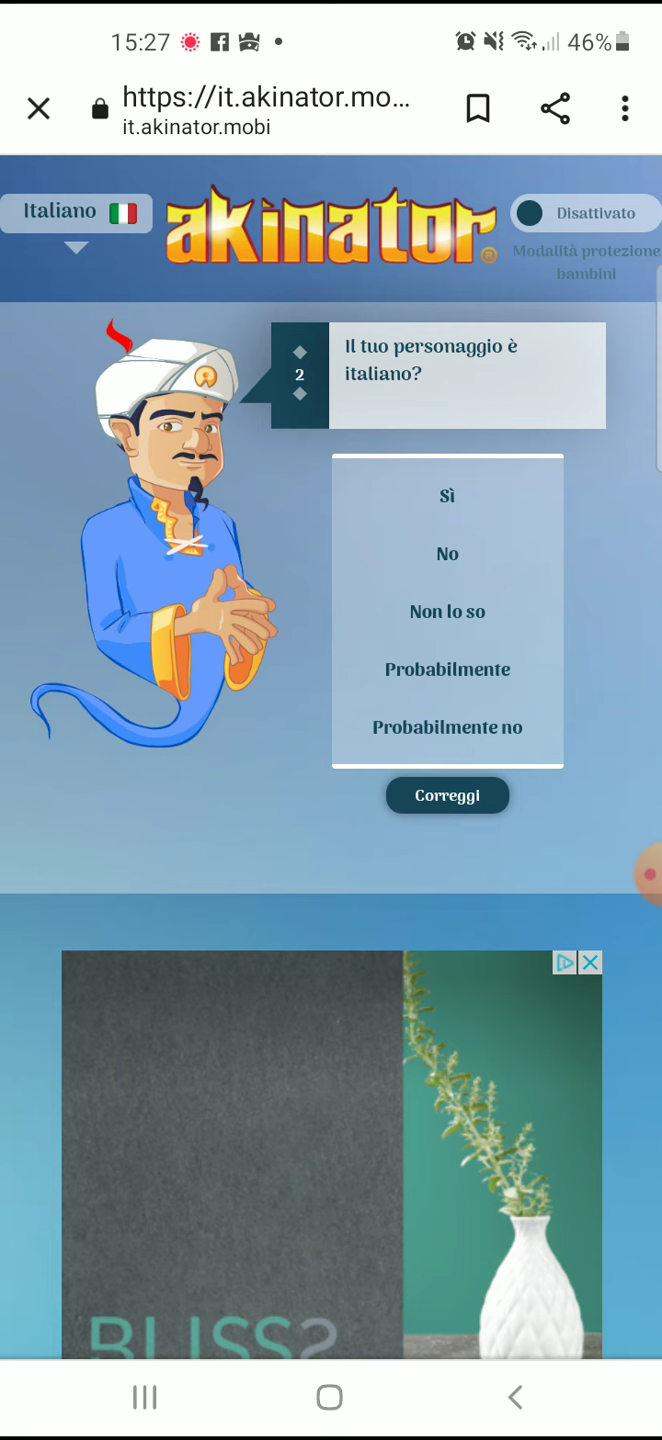 15:27
46%
https://it.akinator.mo...
it.akinator.mobi
Italiano
akinator®
Disattivato
Modalità protezione
bambini
2
Il tuo personaggio è
italiano?
Sì
No
Non lo so
Probabilmente
Probabilmente no
Correggi